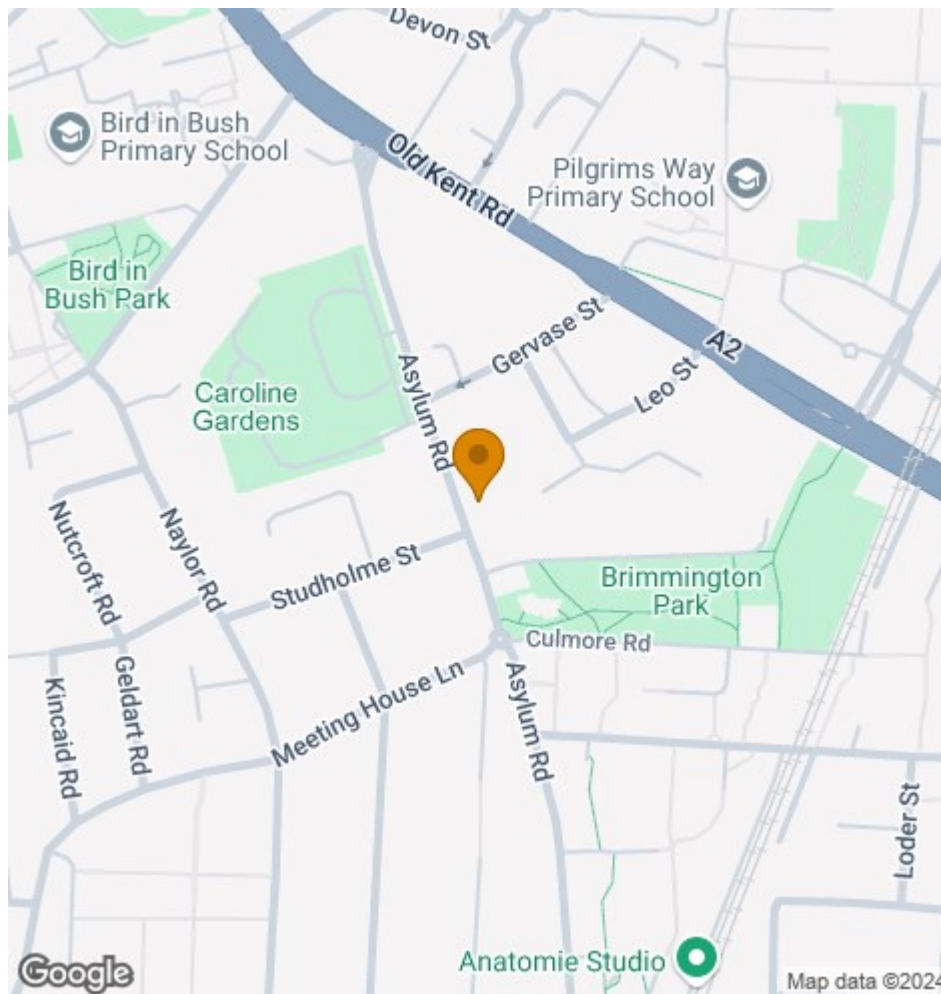 Devon St
Bird in Bush
Primary School
Old Kent Rd
Pilgrims Way
Primary School
Bird in
Bush Park
Gervase St
A2
Asylum Rd
Leo St
Caroline
Gardens
Nutcroft Rd
Naylor Rd
Studholme St
Brimmington
Park
Culmore Rd
Kincaid Rd
Geldart Rd
Meeting House Ln
Asylum Rd
Loder St
Anatomie Studio
Google
Map data ©2024